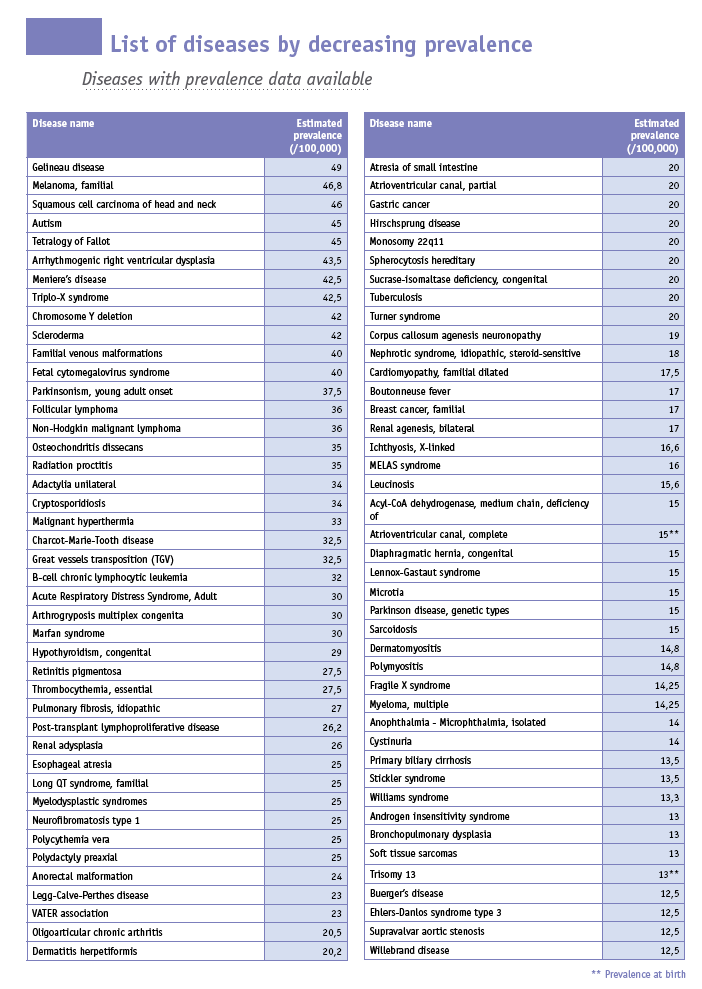 List of diseases by decreasing prevalence
Diseases with prevalence data available
Disease name Estimated
prevalence
(/100,000)
Gelineau disease 49
Melanoma, familial 46,8
Squamous cell carcinoma of head and neck 46
Autism 45
Tetralogy of Fallot 45
Arrhythmogenic right ventricular dysplasia 43,5
Meniere's disease 42,5
Triplo-X syndrome 42,5
Chromosome Y deletion 42
Scleroderma 42
Familial venous malformations 40
Fetal cytomegalovirus syndrome 40
Parkinsonism, young adult onset 37,5
Follicular lymphoma 36
Non-Hodgkin malignant lymphoma 36
Osteochondritis dissecans 35
Radiation proctitis 35
Adactylia unilateral 34
Cryptosporidiosis 34
Malignant hyperthermia 33
Charcot-Marie-Tooth disease 32,5
Great vessels transposition (TGV) 32,5
B-cell chronic lymphocytic leukemia 32
Acute Respiratory Distress Syndrome, Adult 30
Arthrogryposis multiplex congenita 30
Marfan syndrome 30
Hypothyroidism, congenital 29
Retinitis pigmentosa 27,5
Thrombocythemia, essential 27,5
Pulmonary fibrosis, idiopathic 27
Post-transplant lymphoproliferative disease 26,2
Renal adysplasia 26
Esophageal atresia 25
Long QT syndrome, familial 25
Myelodysplastic syndromes 25
Neurofibromatosis type 1 25
Polycythemia vera 25
Polydactyly preaxial 25
Anorectal malformation 24
Legg-Calve-Perthes disease 23
VATER association 23
Oligoarticular chronic arthritis 20,5
Dermatitis herpetiformis 20,2
Disease name Estimated
prevalence
(/100,000)
Atresia of small intestine 20
Atrioventricular canal, partial 20
Gastric cancer 20
Hirschsprung disease 20
Monosomy 22q11 20
Spherocytosis hereditary 20
Sucrase-isomaltase deficiency, congenital 20
Tuberculosis 20
Turner syndrome 20
Corpus callosum agenesis neuronopathy 19
Nephrotic syndrome, idiopathic, steroid-sensitive 18
Cardiomyopathy, familial dilated 17,5
Boutonneuse fever 17
Breast cancer, familial 17
Renal agenesis, bilateral 17
Ichthyosis, X-linked 16,6
MELAS syndrome 16
Leucinosis 15,6
Acyl-CoA dehydrogenase, medium chain, deficiency 15
of
Atrioventricular canal, complete 15**
Diaphragmatic hernia, congenital 15
Lennox-Gastaut syndrome 15
Microtia 15
Parkinson disease, genetic types 15
Sarcoidosis 15
Dermatomyositis 14,8
Polymyositis 14,8
Fragile X syndrome 14,25
Myeloma, multiple 14,25
Anophthalmia - Microphthalmia, isolated 14
Cystinuria 14
Primary biliary cirrhosis 13,5
Stickler syndrome 13,5
Williams syndrome 13,3
Androgen insensitivity syndrome 13
Bronchopulmonary dysplasia 13
Soft tissue sarcomas 13
Trisomy 13 13**
Buerger's disease 12,5
Ehlers-Danlos syndrome type 3 12,5
Supravalvar aortic stenosis 12,5
Willebrand disease 12,5
** Prevalence at birth